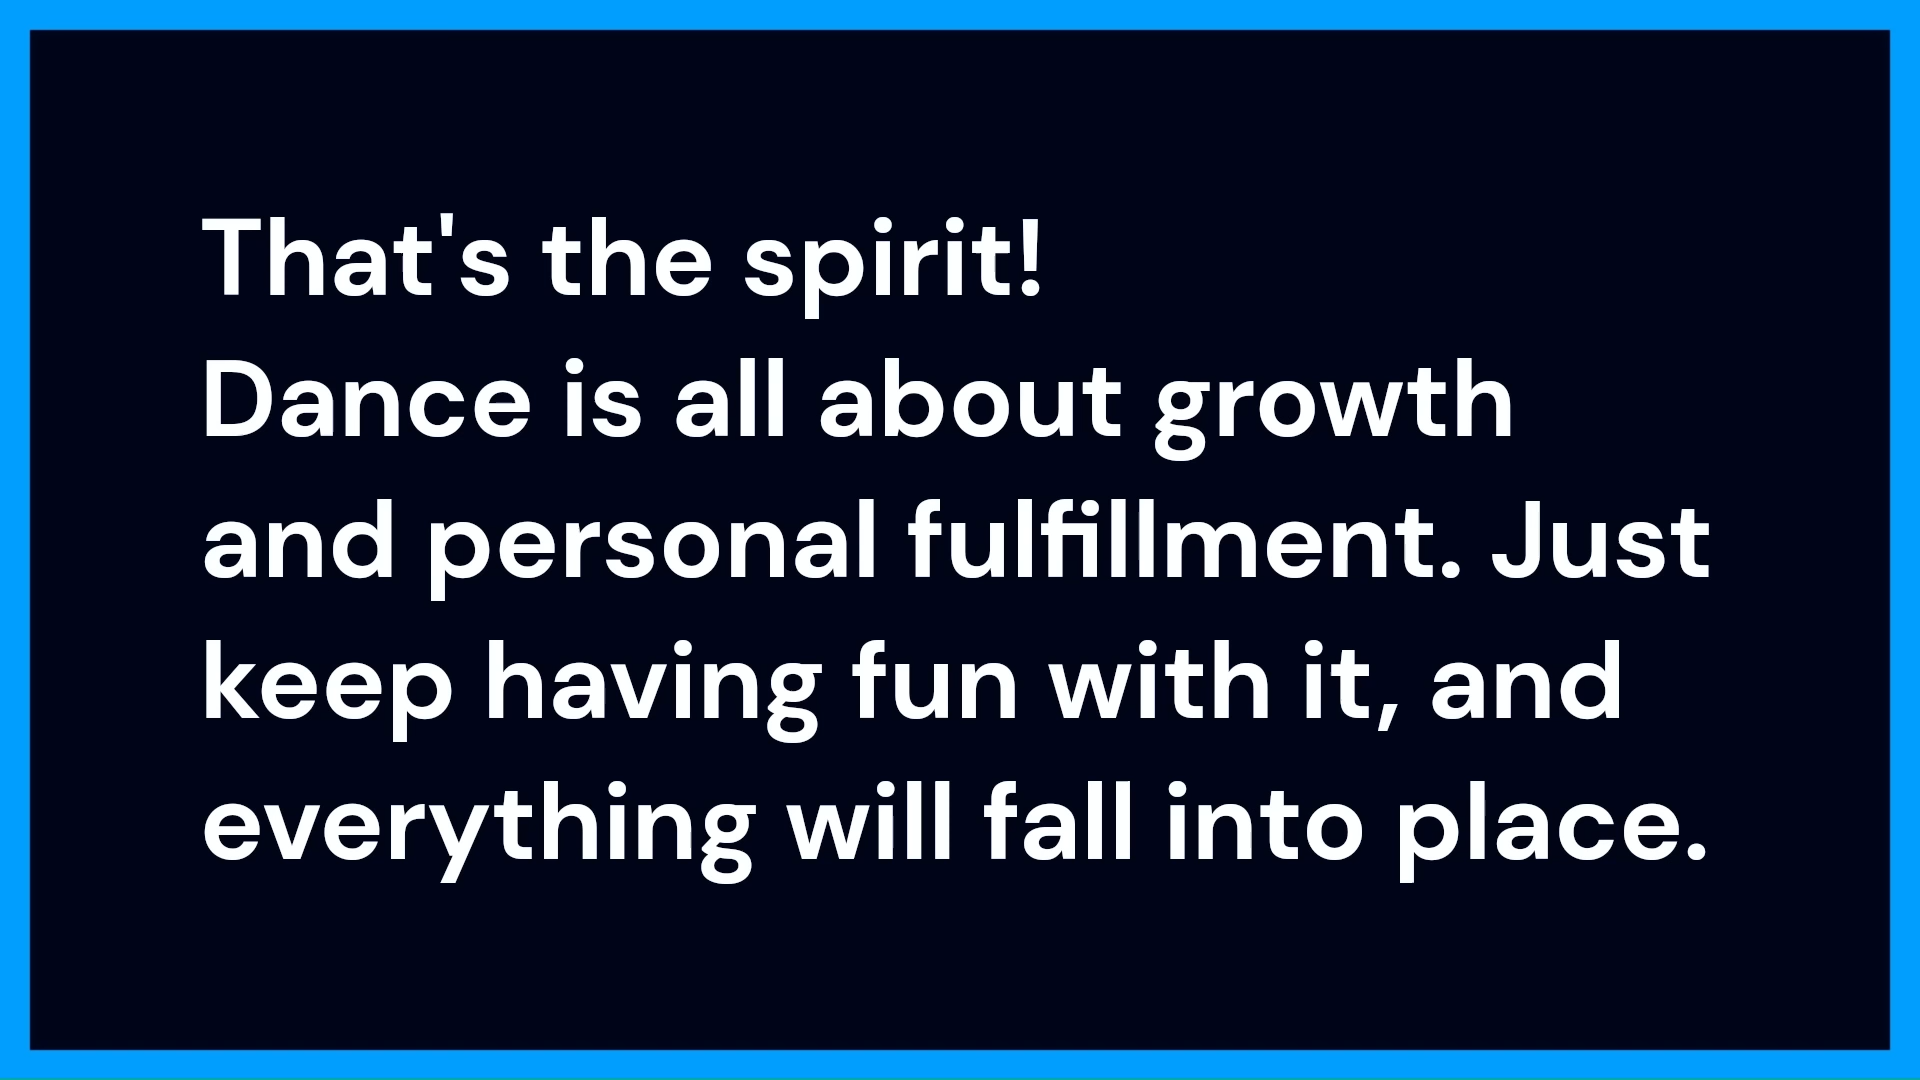 That's the spirit!
Dance is all about growth
and personal fulfillment. Just
keep having fun with it, and
everything will fall into place.